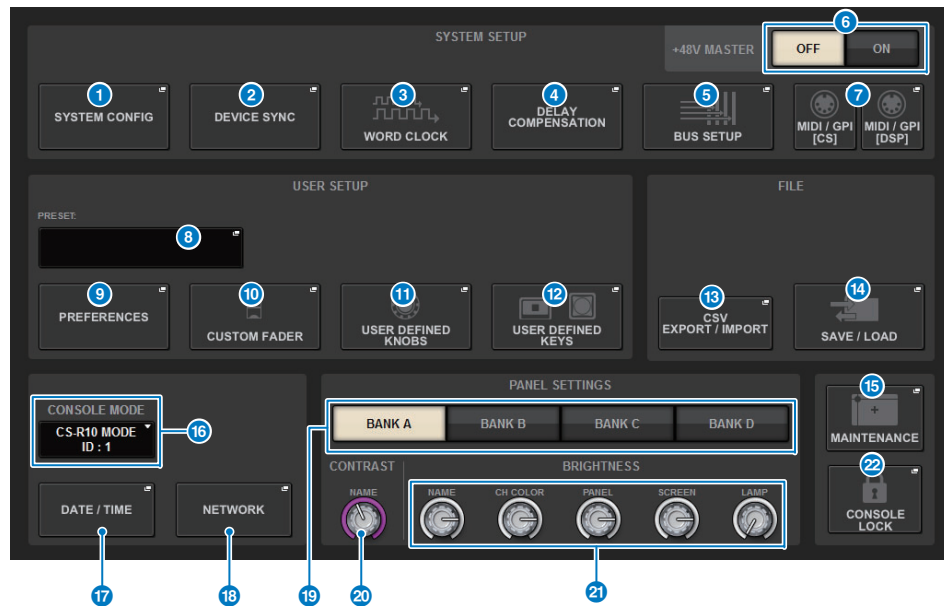 SYSTEM SETUP
+48V MASTER
OFF
ON
6
1
SYSTEM CONFIG
2
DEVICE SYNC
3
WORD CLOCK
4
DELAY
COMPENSATION
5
BUS SETUP
7
MIDI / GPI
[CS]
MIDI / GPI
[DSP]
USER SETUP
PRESET:
8
9
PREFERENCES
10
CUSTOM FADER
11
USER DEFINED
KNOBS
12
USER DEFINED
KEYS
FILE
13
CSV
EXPORT / IMPORT
14
SAVE / LOAD
CONSOLE MODE
CS-R10 MODE
ID : 1
16
DATE / TIME
NETWORK
17
18
PANEL SETTINGS
BANK A
BANK B
BANK C
BANK D
CONTRAST
NAME
BRIGHTNESS
NAME
CH COLOR
PANEL
SCREEN
LAMP
19
20
21
15
MAINTENANCE
22
CONSOLE
LOCK